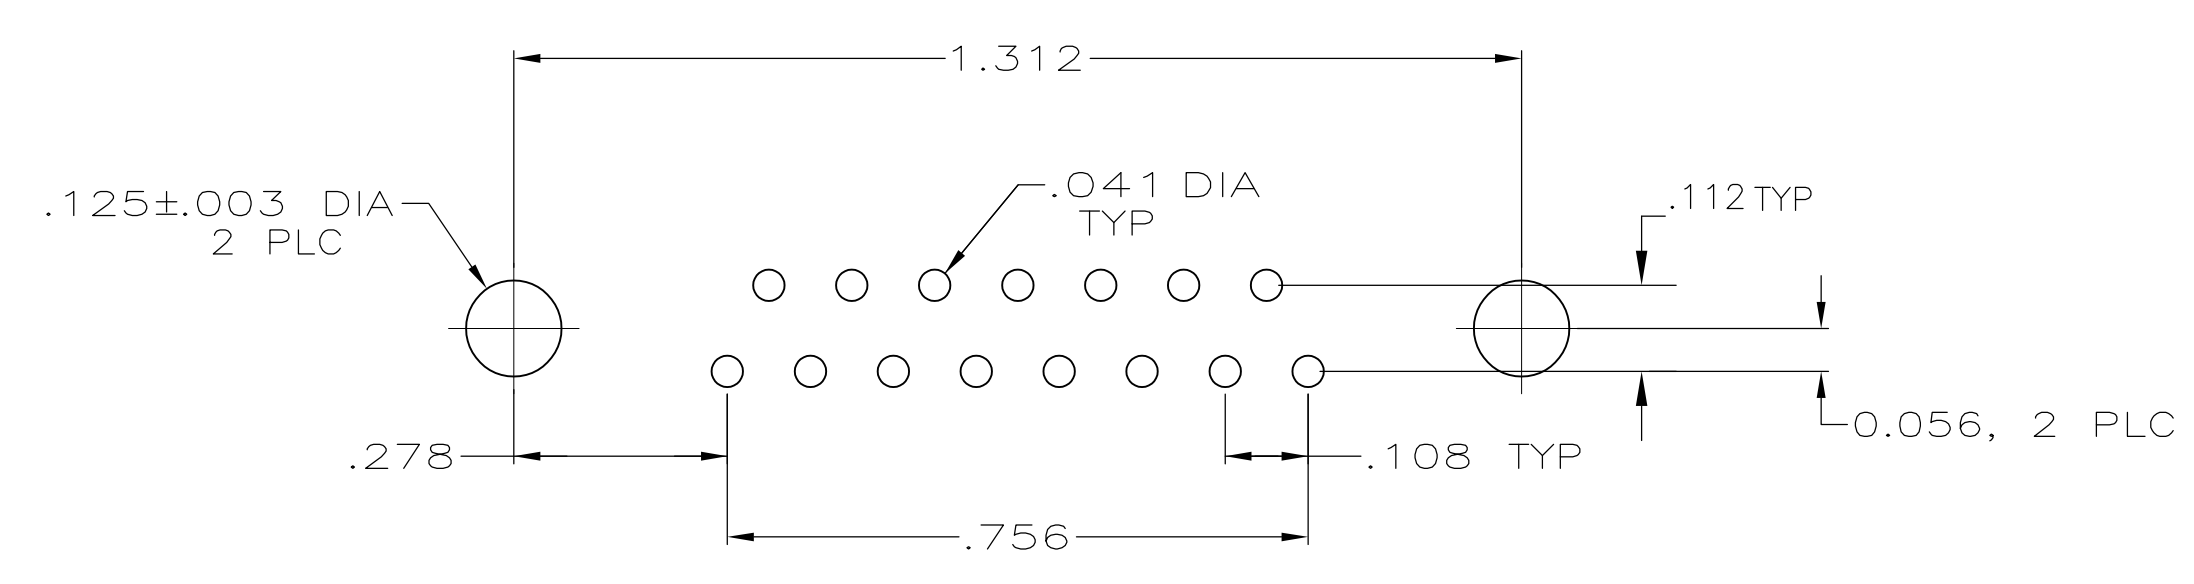 1.312
.125±.003 DIA
2 PLC
.041 DIA
TYP
.112 TYP
0.056, 2 PLC
.278
.108 TYP
.756